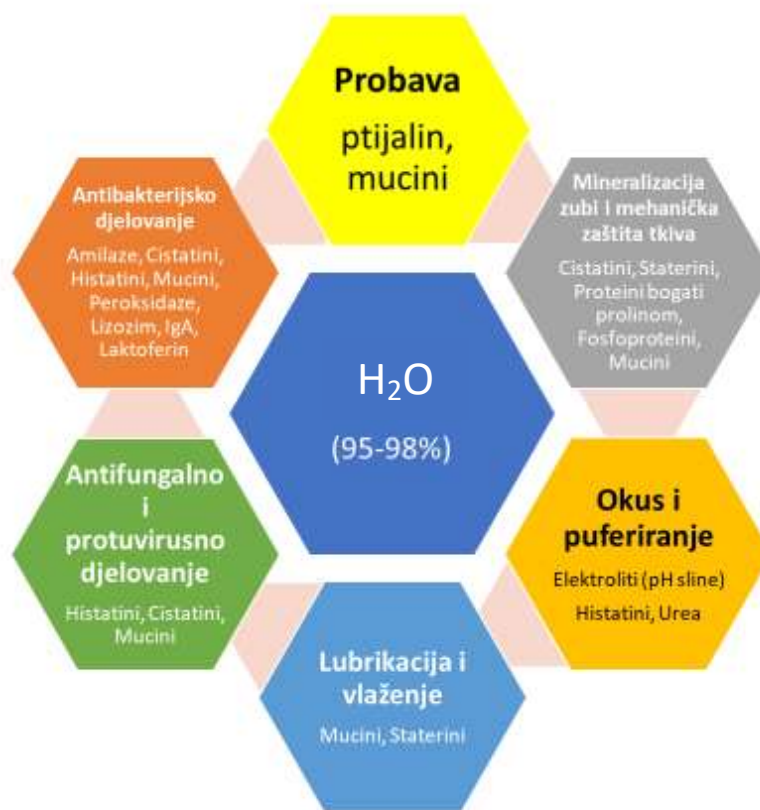 Probava
ptijalin,
mucini
Antibakterijsko
djelovanje
Amilaze, Cistatini,
Histatini, Mucini,
Peroksidaze,
Lizozim, IgA,
Laktoferin
Mineralizacija
zubi i mehanička
zaštita tkiva
Cistatini, Staterini,
Proteini bogati
prolinom,
Fosfoproteini,
Mucini
H₂O
(95-98%)
Antifungalno
i
protuvirusno
djelovanje
Histatini, Cistatini,
Mucini
Okus i
puferiranje
Elektroliti (pH sline)
Histatini, Urea
Lubrikacija i
vlaženje
Mucini, Staterini